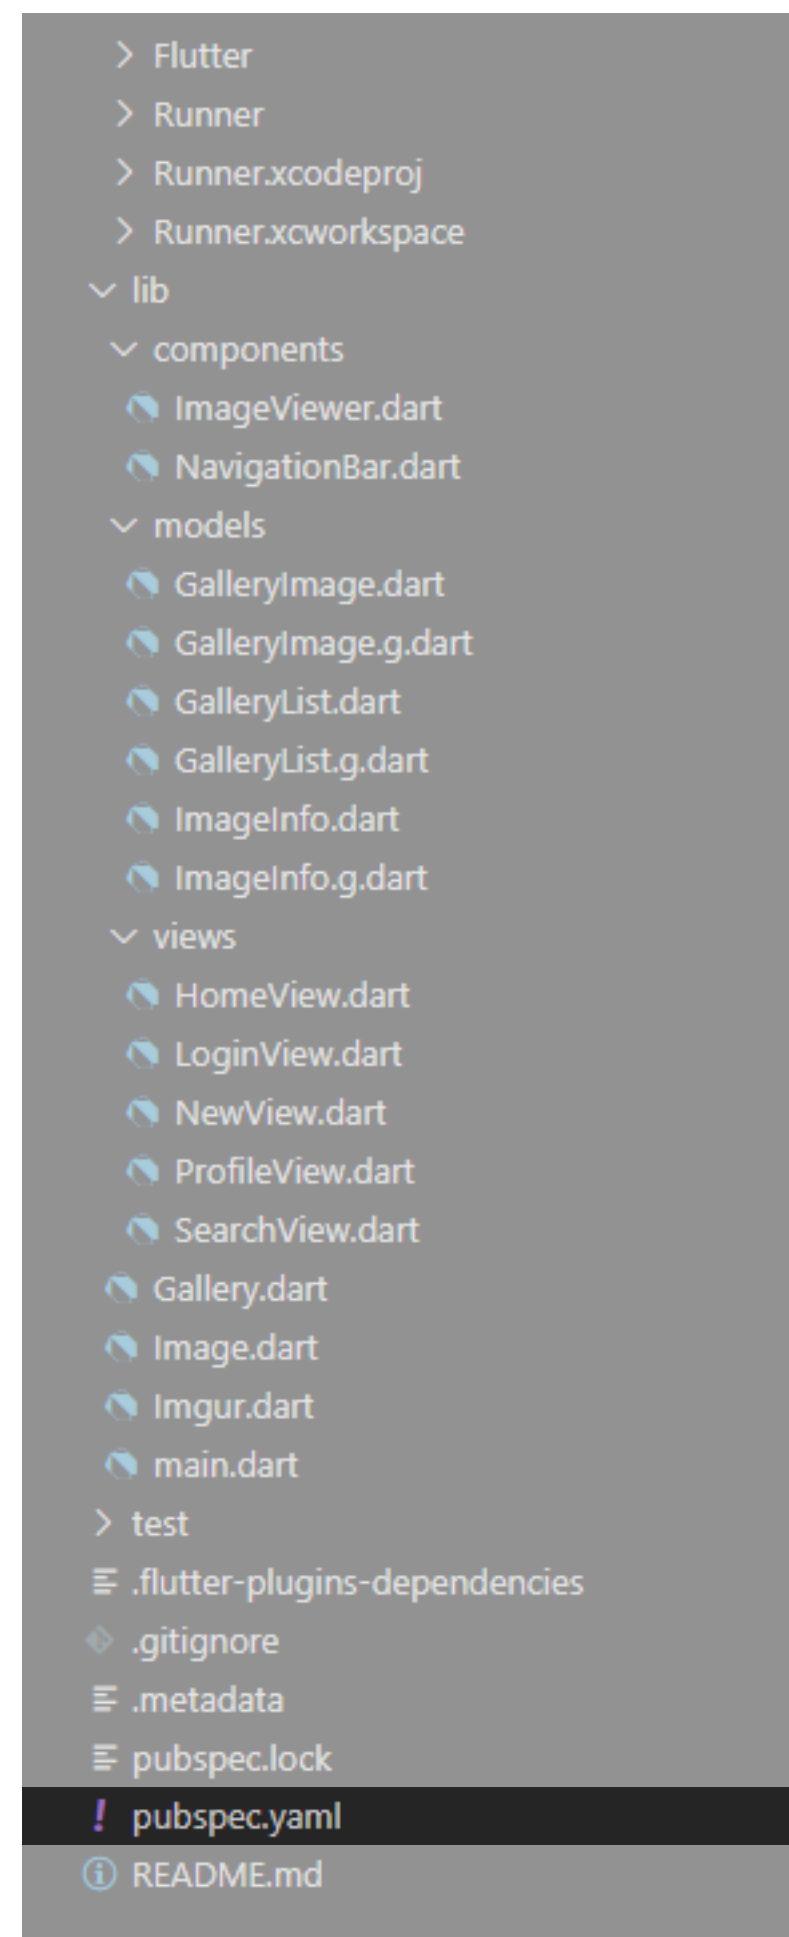 Flutter
Runner
Runner.xcodeproj
Runner.xcworkspace
lib
components
ImageViewer.dart
NavigationBar.dart
models
GalleryImage.dart
GalleryImage.g.dart
GalleryList.dart
GalleryList.g.dart
ImageInfo.dart
ImageInfo.g.dart
views
HomeView.dart
LoginView.dart
NewView.dart
ProfileView.dart
SearchView.dart
Gallery.dart
Image.dart
Imgur.dart
main.dart
test
.flutter-plugins-dependencies
.gitignore
.metadata
pubspec.lock
! pubspec.yaml
README.md